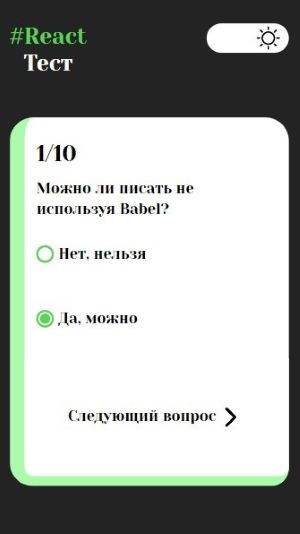 #React
Тест
1/10
Можно ли писать не
используя Babel?
Нет, нельзя
Да, можно
Следующий вопрос